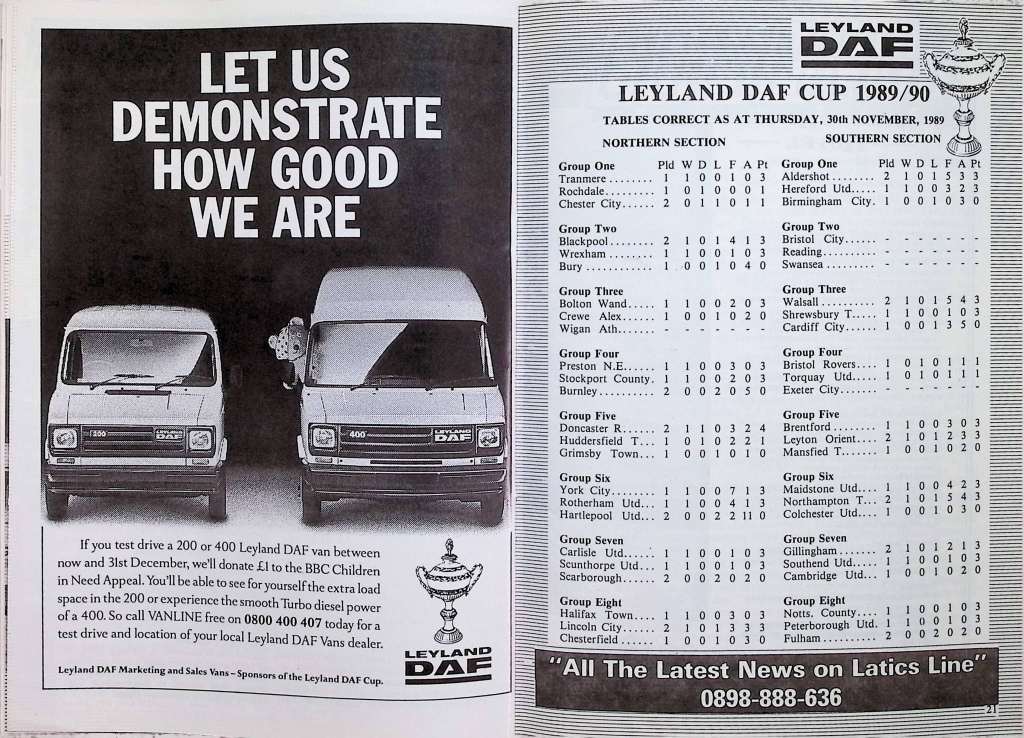 LET US
DEMONSTRATE
HOW GOOD
WE ARE
200
LEYLAND
DAF
400
LEYLAND
DAF
If you test drive a 200 or 400 Leyland DAF van between
now and 31st December, we'll donate £1 to the BBC Children
in Need Appeal. You'll be able to see for yourself the extra load
space in the 200 or experience the smooth Turbo diesel power
of a 400. So call VANLINE free on 0800 400 407 today for a
test drive and location of your local Leyland DAF Vans dealer.
Leyland DAF Marketing and Sales Vans – Sponsors of the Leyland DAF Cup.
LEYLAND
DAF
LEYLAND
DAF
LEYLAND DAF CUP 1989/90
TABLES CORRECT AS AT THURSDAY, 30th NOVEMBER, 1989
NORTHERN SECTION
Group One Pld W D L F A Pt
Tranmere ........ 1 1 0 0 1 0 3
Rochdale......... 1 0 1 0 0 0 1
Chester City...... 2 0 1 1 0 1 1
Group Two
Blackpool........ 2 1 0 1 4 1 3
Wrexham ........ 1 1 0 0 1 0 3
Bury ............ 1 0 0 1 0 4 0
Group Three
Bolton Wand..... 1 1 0 0 2 0 3
Crewe Alex...... 1 0 0 1 0 2 0
Wigan Ath....... - - - - - - -
Group Four
Preston N.E...... 1 1 0 0 3 0 3
Stockport County. 1 1 0 0 2 0 3
Burnley.......... 2 0 0 2 0 5 0
Group Five
Doncaster R...... 2 1 1 0 3 2 4
Huddersfield T... 1 0 1 0 2 2 1
Grimsby Town... 1 0 0 1 0 1 0
Group Six
York City........ 1 1 0 0 7 1 3
Rotherham Utd... 1 1 0 0 4 1 3
Hartlepool Utd... 2 0 0 2 2 11 0
Group Seven
Carlisle Utd...... 1 1 0 0 1 0 3
Scunthorpe Utd... 1 1 0 0 1 0 3
Scarborough...... 2 0 0 2 0 2 0
Group Eight
Halifax Town.... 1 1 0 0 3 0 3
Lincoln City...... 2 1 0 1 3 3 3
Chesterfield ..... 1 0 0 1 0 3 0
SOUTHERN SECTION
Group One Pld W D L F A Pt
Aldershot........ 2 1 0 1 5 3 3
Hereford Utd..... 1 1 0 0 3 2 3
Birmingham City. 1 0 0 1 0 3 0
Group Two
Bristol City...... - - - - - - -
Reading.......... - - - - - - -
Swansea ......... - - - - - - -
Group Three
Walsall .......... 2 1 0 1 5 4 3
Shrewsbury T.... 1 1 0 0 1 0 3
Cardiff City...... 1 0 0 1 3 5 0
Group Four
Bristol Rovers.... 1 0 1 0 1 1 1
Torquay Utd..... 1 0 1 0 1 1 1
Exeter City....... - - - - - - -
Group Five
Brentford ........ 1 1 0 0 3 0 3
Leyton Orient.... 2 1 0 1 2 3 3
Mansfied T...... 1 0 0 1 0 2 0
Group Six
Maidstone Utd.... 1 1 0 0 4 2 3
Northampton T... 2 1 0 1 5 4 3
Colchester Utd.... 1 0 0 1 0 3 0
Group Seven
Gillingham ....... 2 1 0 1 2 1 3
Southend Utd.... 1 1 0 0 1 0 3
Cambridge Utd... 1 0 0 1 0 2 0
Group Eight
Notts. County.... 1 1 0 0 1 0 3
Peterborough Utd. 1 1 0 0 1 0 3
Fulham .......... 2 0 0 2 0 2 0
"All The Latest News on Latics Line"
0898-888-636
21